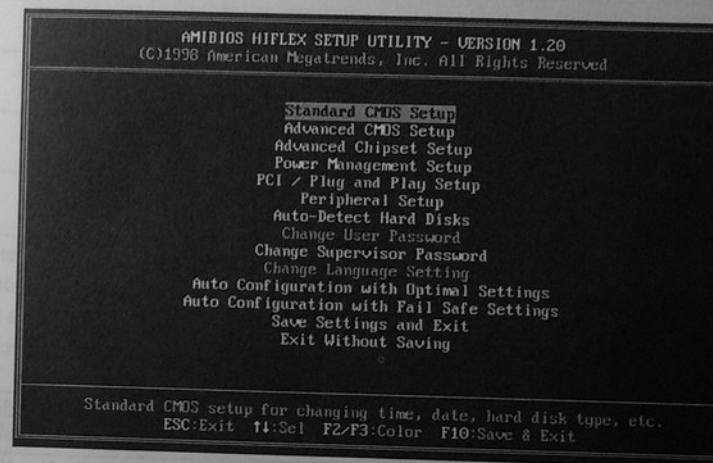 AMIBIOS HIFLEX SETUP UTILITY - VERSION 1.20
(C)1998 American Megatrends, Inc. All Rights Reserved
Standard CMOS Setup
Advanced CMOS Setup
Advanced Chipset Setup
Power Management Setup
PCI / Plug and Play Setup
Peripheral Setup
Auto-Detect Hard Disks
Change User Password
Change Supervisor Password
Change Language Setting
Auto Configuration with Optimal Settings
Auto Configuration with Fail Safe Settings
Save Settings and Exit
Exit Without Saving
Standard CMOS setup for changing time, date, hard disk type, etc.
ESC:Exit ↑↓:Sel F2/F3:Color F10:Save & Exit